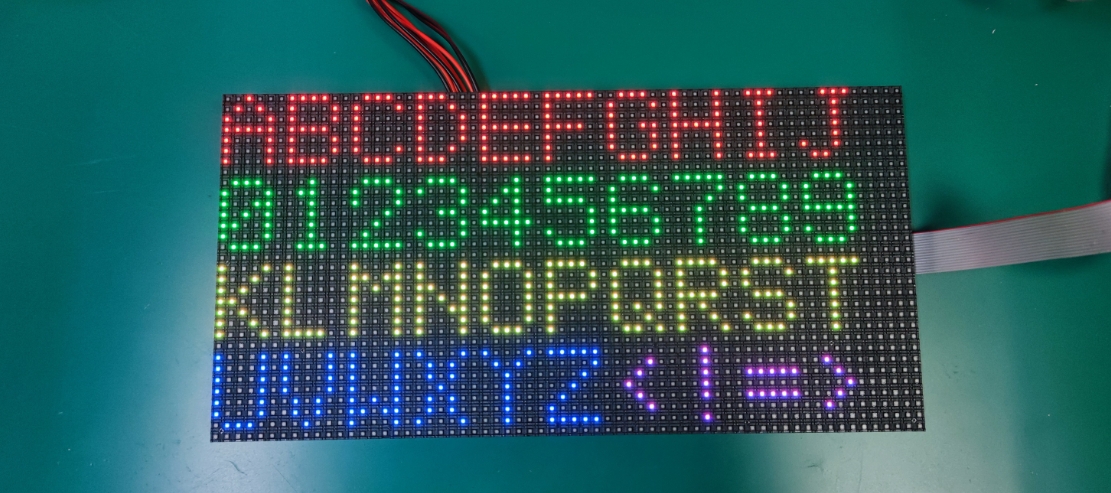 ABCDEFGHIJ
0123456789
KLMNOPQRST
UVWXYZ<|=>